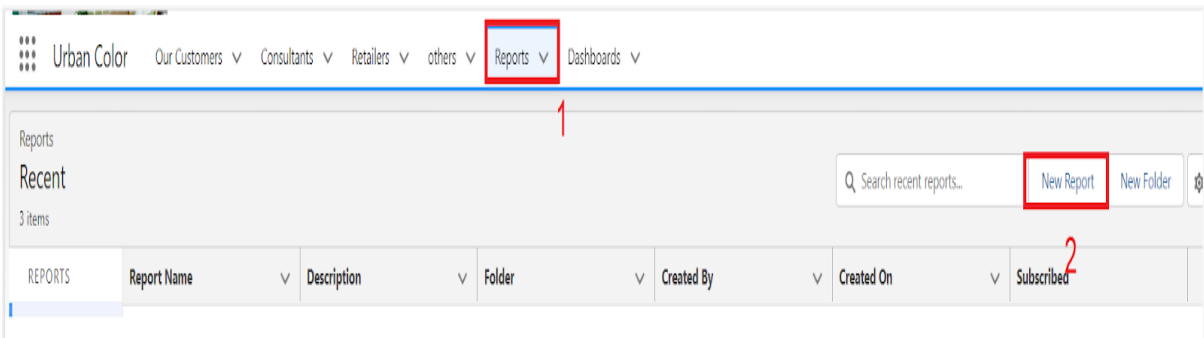 Urban Color Our Customers Consultants Retailers others Reports Dashboards
1
Reports
Recent
Search recent reports... New Report New Folder
3 items
2
REPORTS Report Name Description Folder Created By Created On Subscribed